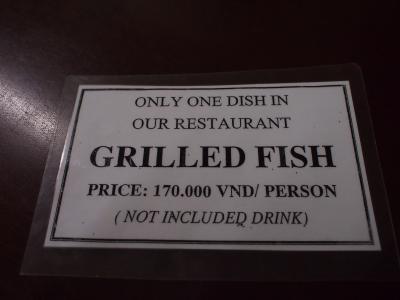 ONLY ONE DISH IN
OUR RESTAURANT
GRILLED FISH
PRICE: 170.000 VND/ PERSON
( NOT INCLUDED DRINK)